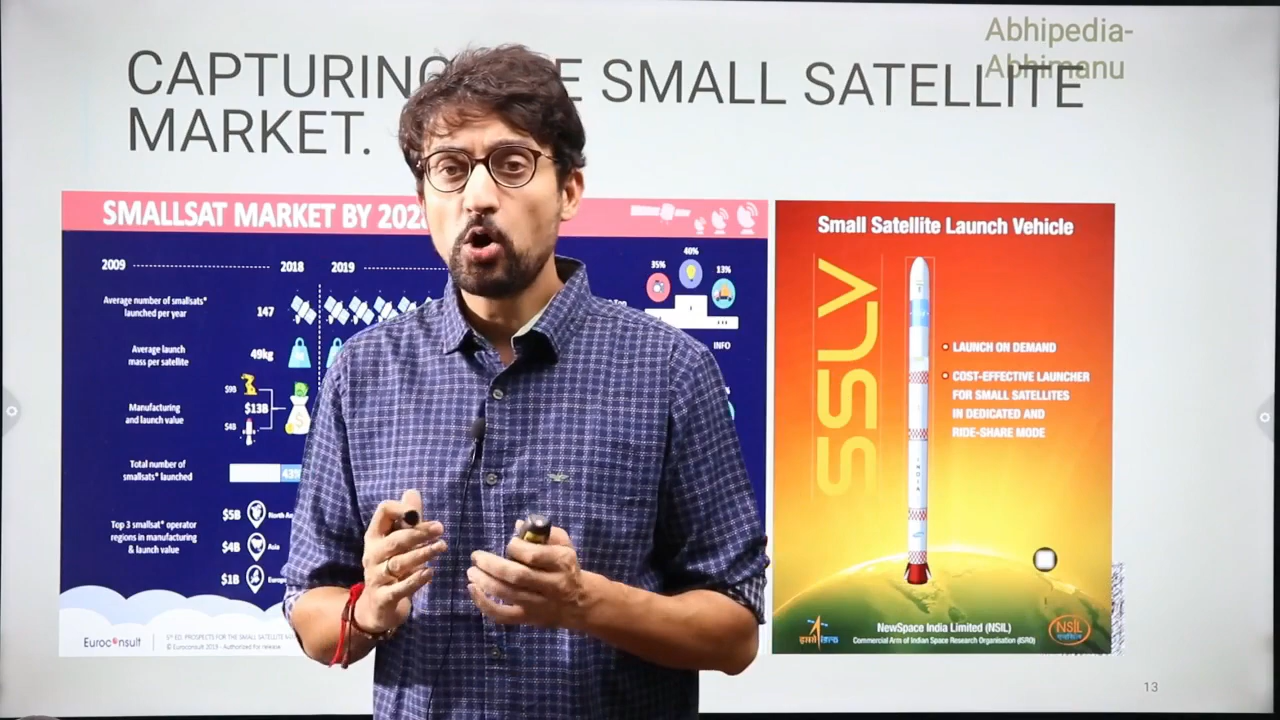 Abhipedia-
Abhimanu
CAPTURING THE SMALL SATELLITE
MARKET.
SMALLSAT MARKET BY 202
2009
2018
2019
Average number of smallsats*
launched per year
147
Average launch
mass per satellite
49kg
Manufacturing
and launch value
$9B
$13B
$4B
Total number of
smallsats* launched
43%
Top 3 smallsat* operator
regions in manufacturing
& launch value
$5B
North
$4B
Asia
$1B
Europe
35%
40%
13%
INFO
Euroconsult
5TH ED. PROSPECTS FOR THE SMALL SATELLITE
© Euroconsult 2019 - Authorized for release
Small Satellite Launch Vehicle
SSLV
INDIA
LAUNCH ON DEMAND
COST-EFFECTIVE LAUNCHER
FOR SMALL SATELLITES
IN DEDICATED AND
RIDE-SHARE MODE
इसरो isro
NewSpace India Limited (NSIL)
Commercial Arm of Indian Space Research Organisation (ISRO)
NSIL
13